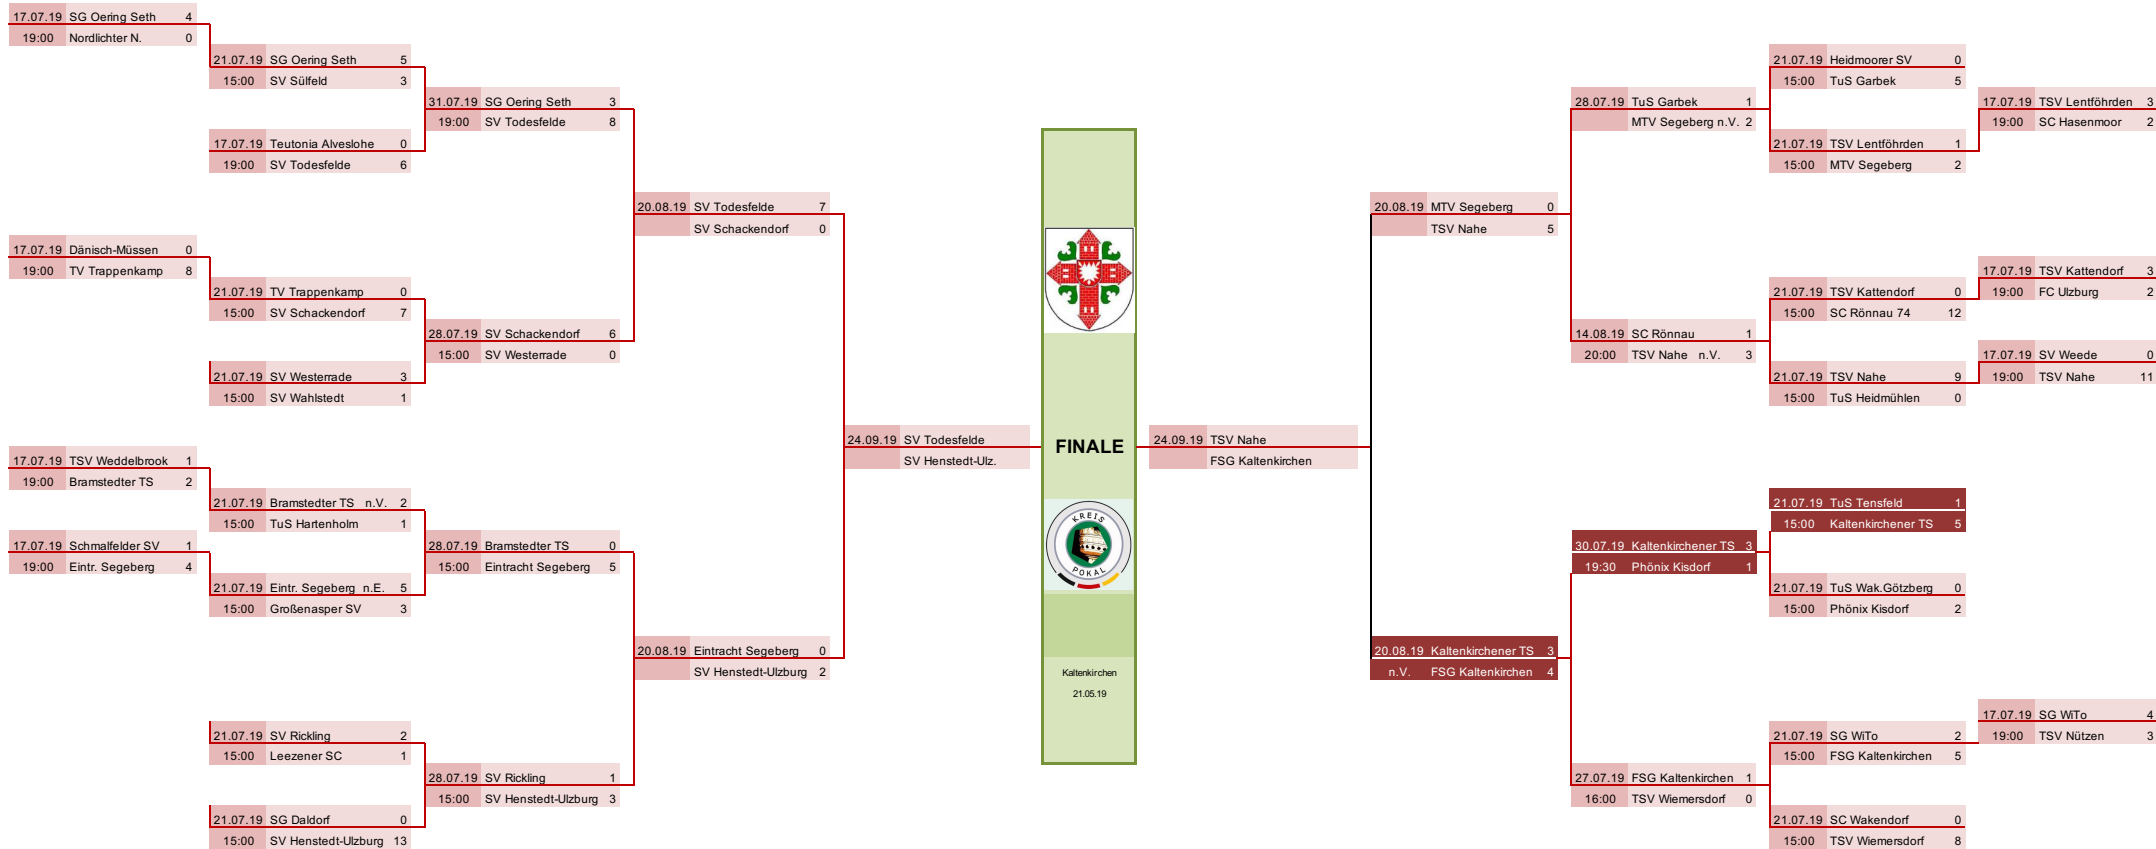 17.07.19 SG Oering Seth 4
19:00 Nordlichter N. 0
21.07.19 SG Oering Seth 5
15:00 SV Sülfeld 3
31.07.19 SG Oering Seth 3
19:00 SV Todesfelde 8
17.07.19 Teutonia Alveslohe 0
19:00 SV Todesfelde 6
20.08.19 SV Todesfelde 7
SV Schackendorf 0
17.07.19 Dänisch-Müssen 0
19:00 TV Trappenkamp 8
21.07.19 TV Trappenkamp 0
15:00 SV Schackendorf 7
28.07.19 SV Schackendorf 6
15:00 SV Westerrade 0
21.07.19 SV Westerrade 3
15:00 SV Wahlstedt 1
24.09.19 SV Todesfelde
SV Henstedt-Ulz.
17.07.19 TSV Weddelbrook 1
19:00 Bramstedter TS 2
21.07.19 Bramstedter TS n.V. 2
15:00 TuS Hartenholm 1
17.07.19 Schmalfelder SV 1
19:00 Eintr. Segeberg 4
28.07.19 Bramstedter TS 0
15:00 Eintracht Segeberg 5
21.07.19 Eintr. Segeberg n.E. 5
15:00 Großenasper SV 3
20.08.19 Eintracht Segeberg 0
SV Henstedt-Ulzburg 2
21.07.19 SV Rickling 2
15:00 Leezener SC 1
28.07.19 SV Rickling 1
15:00 SV Henstedt-Ulzburg 3
21.07.19 SG Daldorf 0
15:00 SV Henstedt-Ulzburg 13
FINALE
KREIS
POKAL
Kaltenkirchen
21.05.19
24.09.19 TSV Nahe
FSG Kaltenkirchen
20.08.19 MTV Segeberg 0
TSV Nahe 5
28.07.19 TuS Garbek 1
MTV Segeberg n.V. 2
21.07.19 Heidmoorer SV 0
15:00 TuS Garbek 5
17.07.19 TSV Lentföhrden 3
19:00 SC Hasenmoor 2
21.07.19 TSV Lentföhrden 1
15:00 MTV Segeberg 2
17.07.19 TSV Kattendorf 3
19:00 FC Ulzburg 2
21.07.19 TSV Kattendorf 0
15:00 SC Rönnau 74 12
14.08.19 SC Rönnau 1
20:00 TSV Nahe n.V. 3
17.07.19 SV Weede 0
19:00 TSV Nahe 11
21.07.19 TSV Nahe 9
15:00 TuS Heidmühlen 0
21.07.19 TuS Tensfeld 1
15:00 Kaltenkirchener TS 5
30.07.19 Kaltenkirchener TS 3
19:30 Phönix Kisdorf 1
21.07.19 TuS Wak.Götzberg 0
15:00 Phönix Kisdorf 2
20.08.19 Kaltenkirchener TS 3
n.V. FSG Kaltenkirchen 4
17.07.19 SG WiTo 4
19:00 TSV Nützen 3
21.07.19 SG WiTo 2
15:00 FSG Kaltenkirchen 5
27.07.19 FSG Kaltenkirchen 1
16:00 TSV Wiemersdorf 0
21.07.19 SC Wakendorf 0
15:00 TSV Wiemersdorf 8